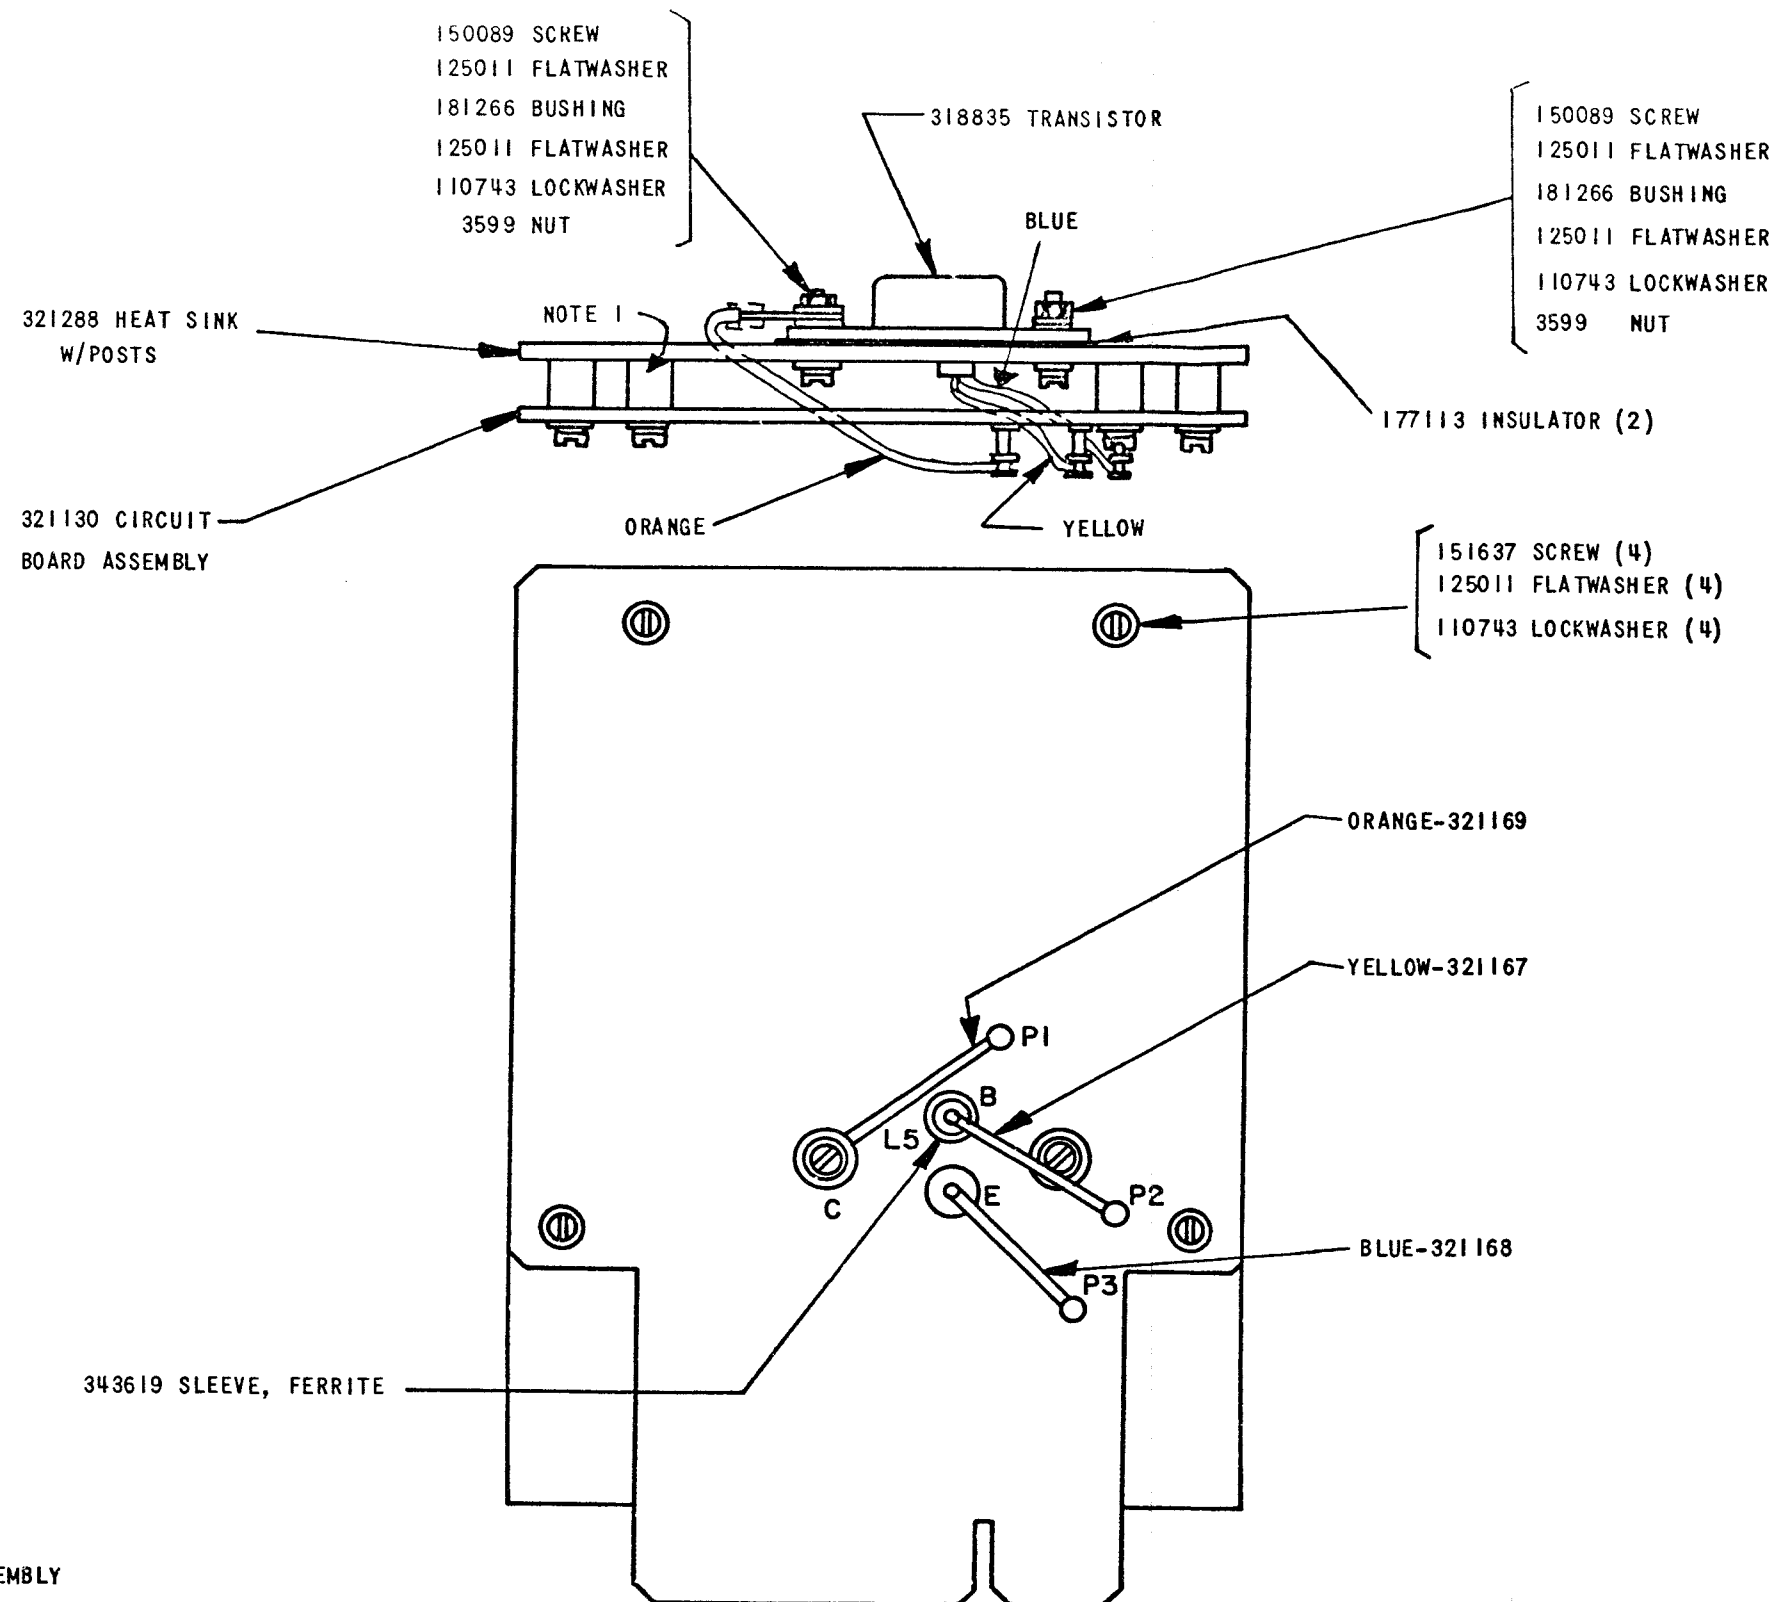 150089 SCREW
125011 FLATWASHER
181266 BUSHING
125011 FLATWASHER
110743 LOCKWASHER
3599 NUT
318835 TRANSISTOR
150089 SCREW
125011 FLATWASHER
181266 BUSHING
125011 FLATWASHER
110743 LOCKWASHER
3599 NUT
BLUE
321288 HEAT SINK
W/POSTS
NOTE 1
177113 INSULATOR (2)
321130 CIRCUIT
BOARD ASSEMBLY
ORANGE
YELLOW
151637 SCREW (4)
125011 FLATWASHER (4)
110743 LOCKWASHER (4)
ORANGE-321169
YELLOW-321167
P1
B
L5
C
E
P2
BLUE-321168
P3
343619 SLEEVE, FERRITE
EMBLY